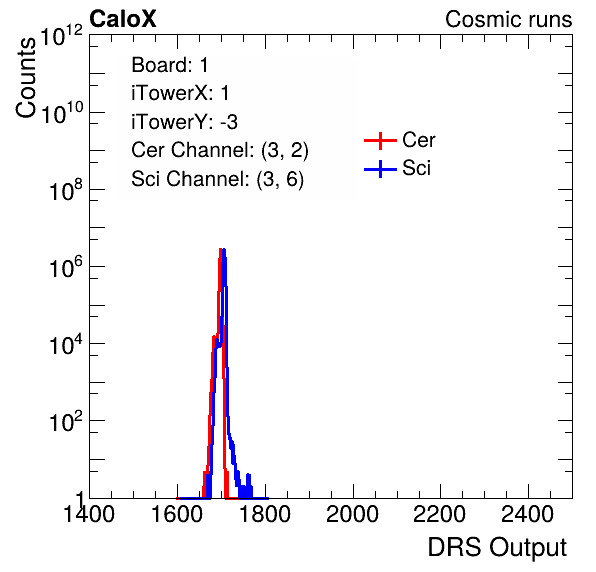 CaloX Cosmic runs
Counts
10^12
10^10
10^8
10^6
10^4
10^2
1
Board: 1
iTowerX: 1
iTowerY: -3
Cer Channel: (3, 2)
Sci Channel: (3, 6)
Cer
Sci
1400 1600 1800 2000 2200 2400
DRS Output